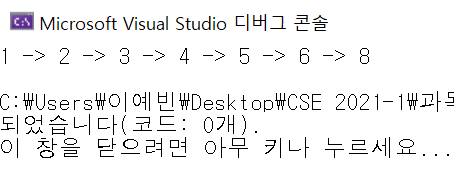 Microsoft Visual Studio 디버그 콘솔
1 -> 2 -> 3 -> 4 -> 5 -> 6 -> 8
C:\Users\이예빈\Desktop\CSE 2021-1\과목
되었습니다(코드: 0개).
이 창을 닫으려면 아무 키나 누르세요...